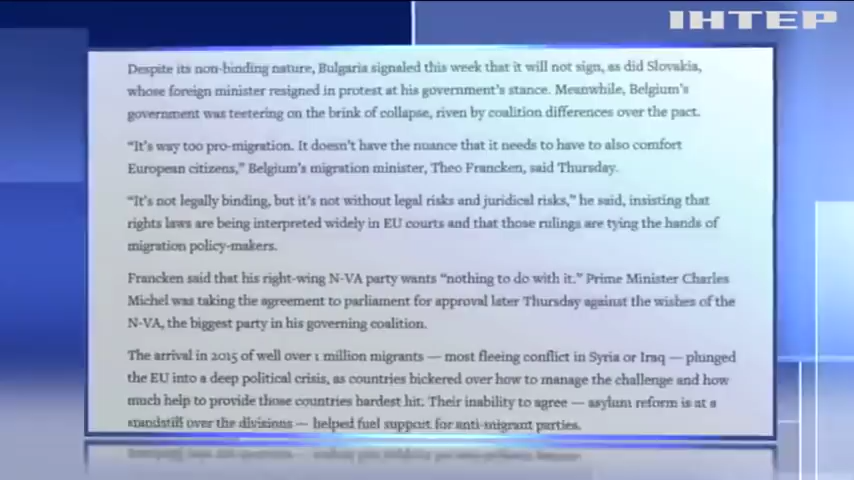 ІНТЕР
Despite its non-binding nature, Bulgaria signaled this week that it will not sign, as did Slovakia,
whose foreign minister resigned in protest at his government's stance. Meanwhile, Belgium's
government was teetering on the brink of collapse, riven by coalition differences over the pact.
"It's way too pro-migration. It doesn't have the nuance that it needs to have to also comfort
European citizens," Belgium's migration minister, Theo Francken, said Thursday.
"It's not legally binding, but it's not without legal risks and juridical risks," he said, insisting that
rights laws are being interpreted widely in EU courts and that those rulings are tying the hands of
migration policy-makers.
Francken said that his right-wing N-VA party wants "nothing to do with it." Prime Minister Charles
Michel was taking the agreement to parliament for approval later Thursday against the wishes of the
N-VA, the biggest party in his governing coalition.
The arrival in 2015 of well over 1 million migrants — most fleeing conflict in Syria or Iraq — plunged
the EU into a deep political crisis, as countries bickered over how to manage the challenge and how
much help to provide those countries hardest hit. Their inability to agree — asylum reform is at a
standstill over the divisions — helped fuel support for anti-migrant parties.